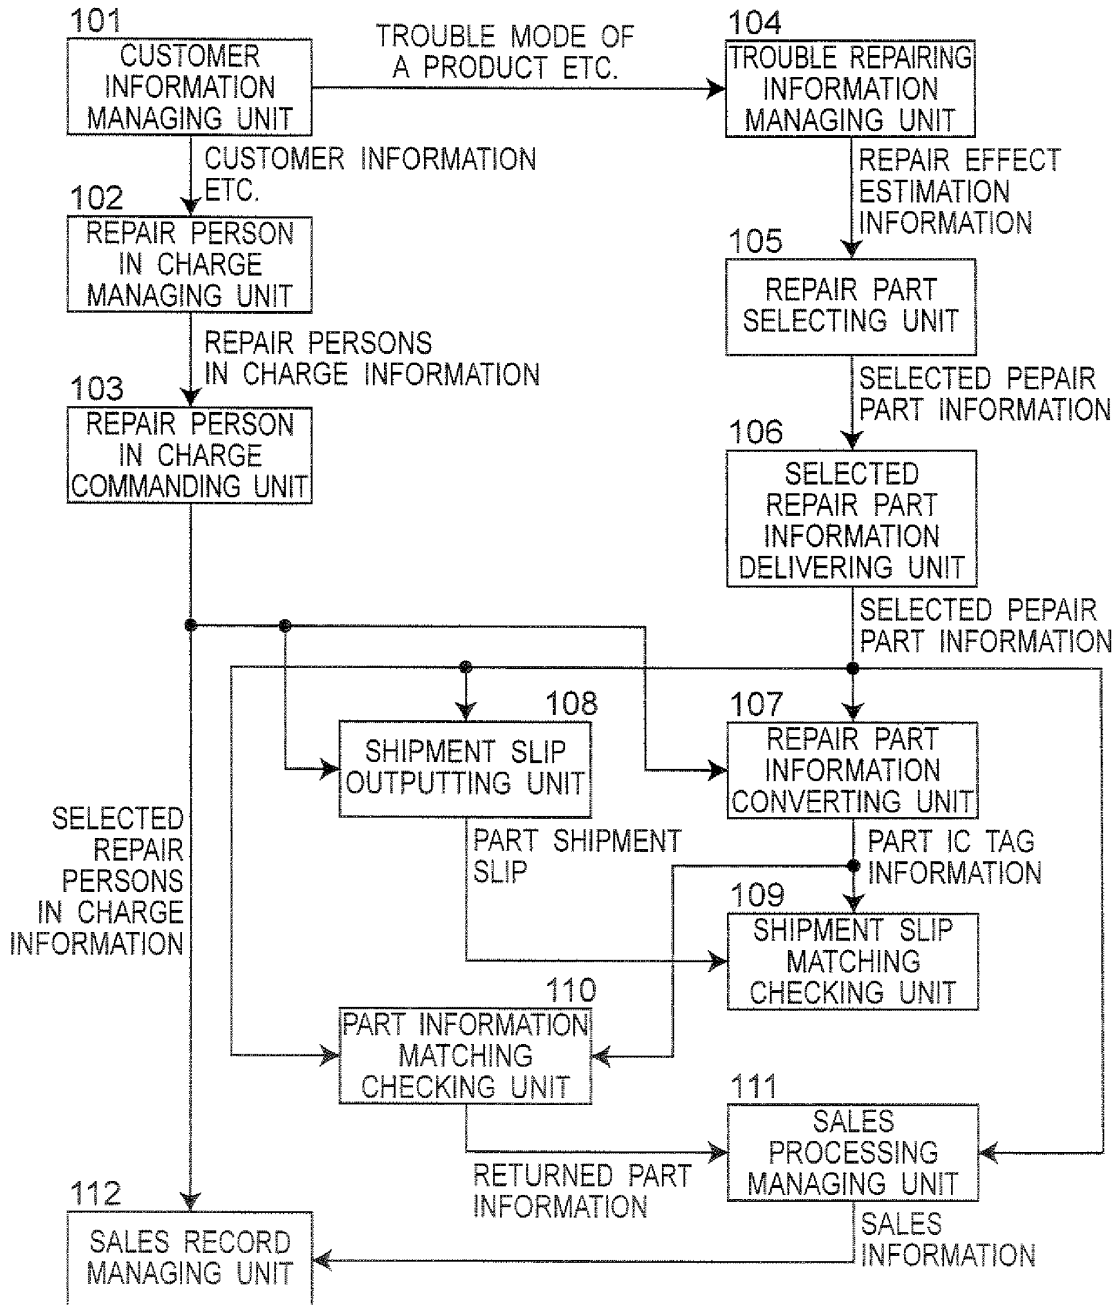 101
CUSTOMER
INFORMATION
MANAGING UNIT
TROUBLE MODE OF
A PRODUCT ETC.
104
TROUBLE REPAIRING
INFORMATION
MANAGING UNIT
CUSTOMER INFORMATION
ETC.
REPAIR EFFECT
ESTIMATION
INFORMATION
102
REPAIR PERSON
IN CHARGE
MANAGING UNIT
105
REPAIR PART
SELECTING UNIT
REPAIR PERSONS
IN CHARGE INFORMATION
SELECTED PEPAIR
PART INFORMATION
103
REPAIR PERSON
IN CHARGE
COMMANDING UNIT
106
SELECTED
REPAIR PART
INFORMATION
DELIVERING UNIT
SELECTED PEPAIR
PART INFORMATION
108
SHIPMENT SLIP
OUTPUTTING UNIT
107
REPAIR PART
INFORMATION
CONVERTING UNIT
SELECTED
REPAIR
PERSONS
IN CHARGE
INFORMATION
PART SHIPMENT
SLIP
PART IC TAG
INFORMATION
109
SHIPMENT SLIP
MATCHING
CHECKING UNIT
110
PART INFORMATION
MATCHING
CHECKING UNIT
111
SALES
PROCESSING
MANAGING UNIT
RETURNED PART
INFORMATION
112
SALES RECORD
MANAGING UNIT
SALES
INFORMATION